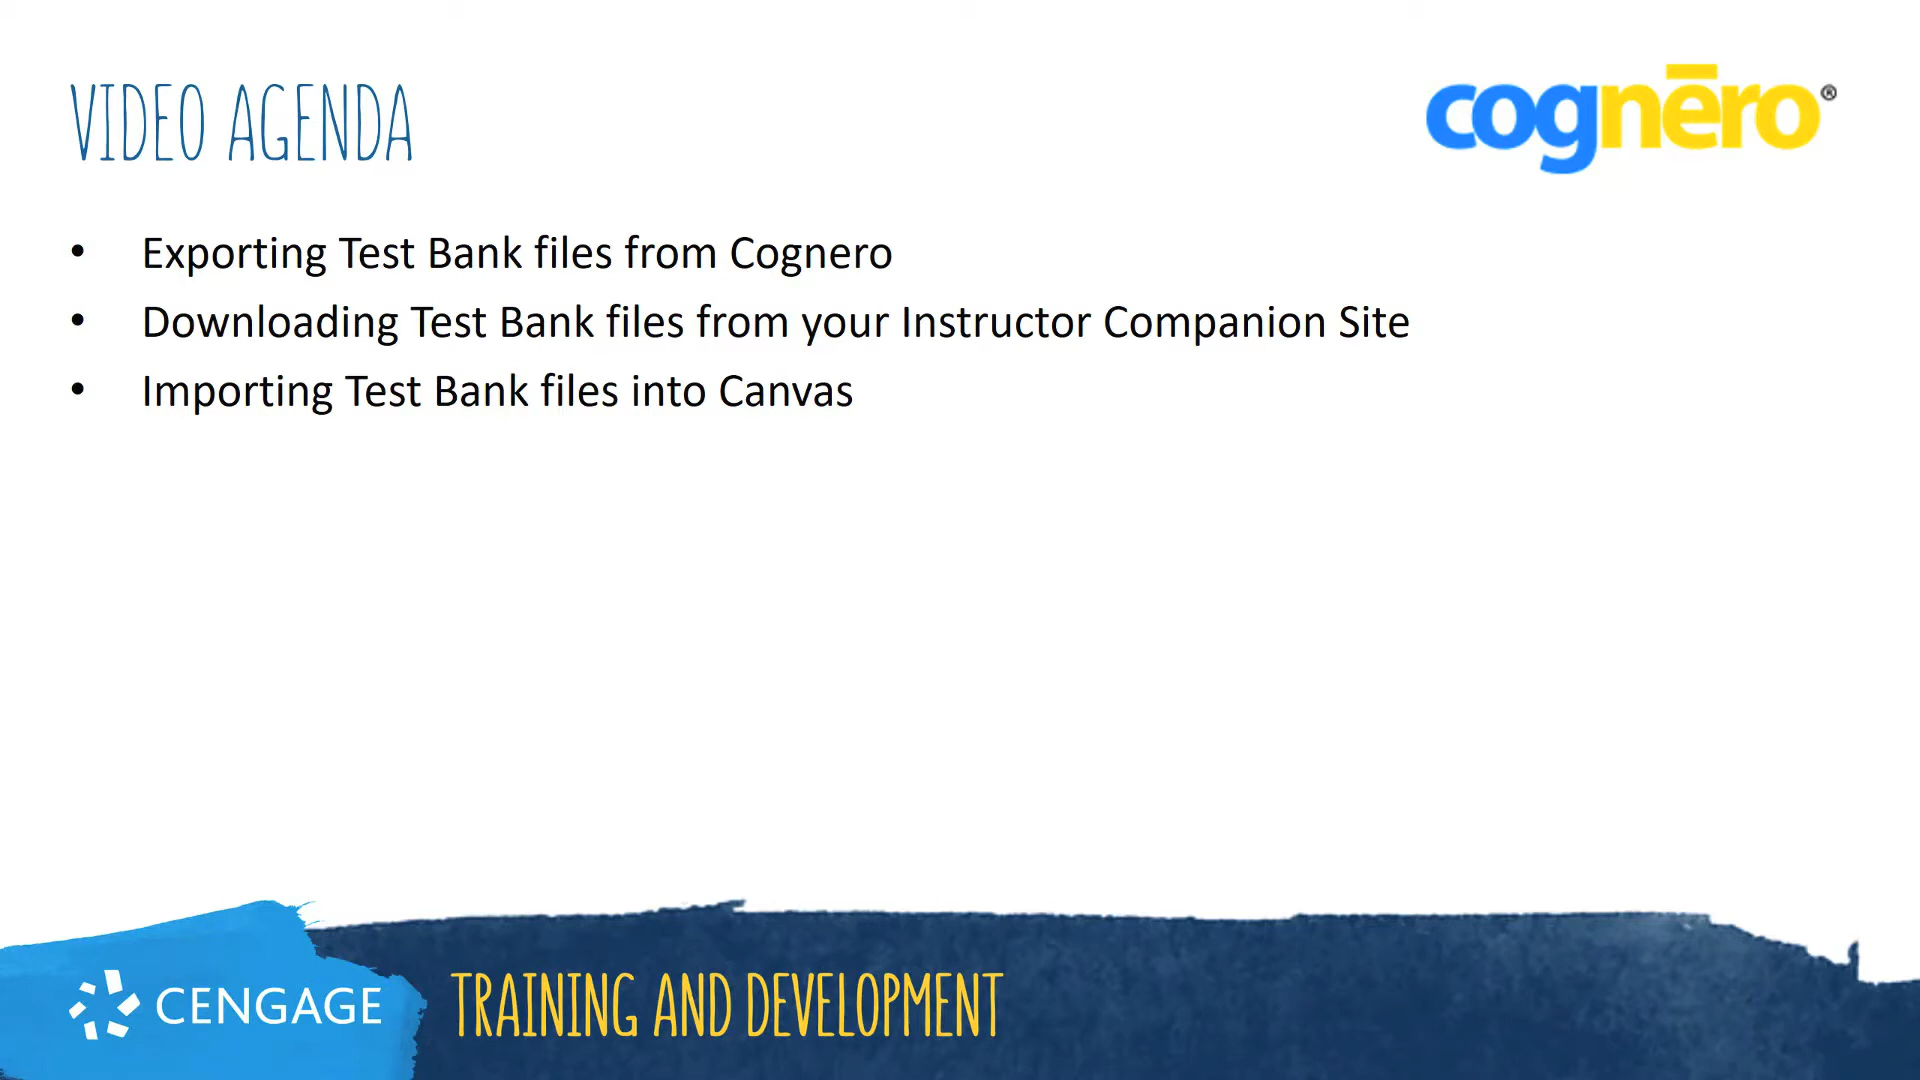 VIDEO AGENDA
cognēro®
• Exporting Test Bank files from Cognero
• Downloading Test Bank files from your Instructor Companion Site
• Importing Test Bank files into Canvas
CENGAGE
TRAINING AND DEVELOPMENT